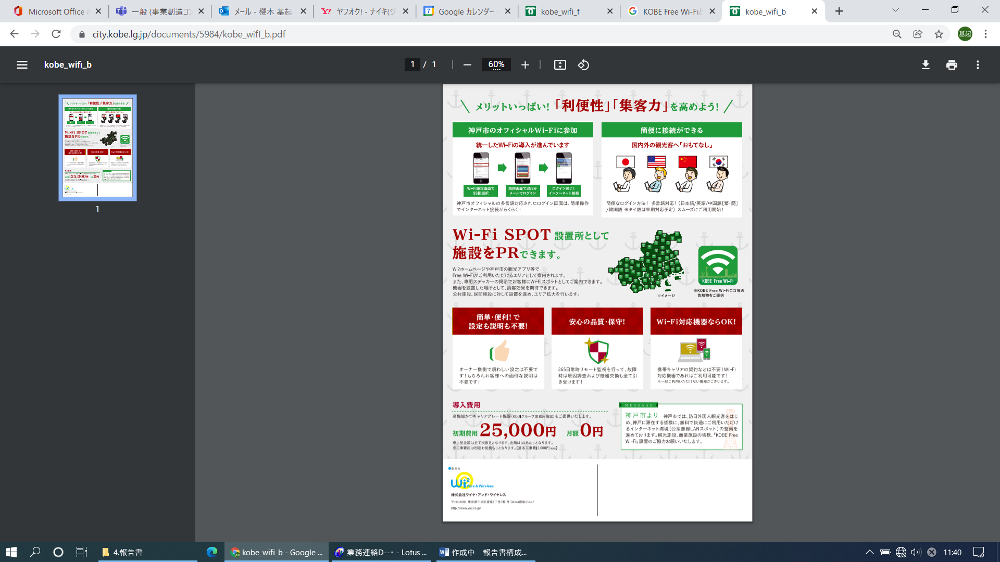 Microsoft Office ホ
一般 (事業創造コン
メール - 櫻木 基起
ヤフオク! - ナイキ(ジ
Google カレンダー -
kobe_wifi_f
KOBE Free Wi-Fiと
kobe_wifi_b
city.kobe.lg.jp/documents/5984/kobe_wifi_b.pdf
基起
kobe_wifi_b
1 / 1
60%
1
メリットいっぱい!「利便性」「集客力」を高めよう!
神戸市のオフィシャルWi-Fiに参加
統一したWi-Fiの導入が進んでいます
Wi-Fi設定画面で
SSID選択
規約画面でSNSか
メールでログイン
ログイン完了!
インターネット接続
神戸市オフィシャルの多言語対応されたログイン画面は、簡単操作
でインターネット接続がらくらく!
簡便に接続ができる
国内外の観光客へ「おもてなし」
簡便なログイン方法! 多言語対応!(日本語/英語/中国語[繁・簡]
/韓国語 ※タイ語は早期対応予定) スムーズにご利用開始!
Wi-Fi SPOT 設置所として
施設をPRできます。
Wi2ホームページや神戸市の観光アプリ等で
Free Wi-Fiがご利用いただけるエリアとして案内されます。
また、専用ステッカーの掲示でお客様にWi-Fiスポットとしてご案内できます。
機器を設置した場所として、誘客効果を期待できます。
公共施設、民間施設に対して設置を進め、エリア拡大を行います。
※イメージ
KOBE Free Wi-Fi
※KOBE Free Wi-Fiロゴ等の
告知物をご提供
簡単・便利! で
設定も説明も不要!
オーナー様側で煩わしい設定は不要で
す!もちろんお客様への面倒な説明は
不要です!
安心の品質・保守!
365日常時リモート監視を行って、故障
時は原因調査および機器交換も全て引
き受けます!
Wi-Fi対応機器ならOK!
携帯キャリアの契約などは不要!Wi-Fi
対応機器であればご利用可能です!
※一部ご利用いただけない機器がございます。
導入費用
高機能かつキャリアグレード機器(KDDIグループ業務用機器)をご提供いたします。
初期費用 25,000円 月額 0円
※上記金額は全て税抜きとなります。金額は1台あたりとなります。
※工事費用は別途お見積もりとなります。【基本工事費12,000円(税抜)】
MESSAGE
神戸市より 神戸市では、訪日外国人観光客をはじ
め、神戸に滞在する皆様に、無料で快適にご利用いただけ
るインターネット環境(公衆無線LANスポット)の整備を
進めております。観光施設、商業施設の皆様、「KOBE Free
Wi-Fi」設置のご協力お願いいたします。
●販売元
Wi2 Wire & Wireless
株式会社ワイヤ・アンド・ワイヤレス
〒104-0061 東京都中央区銀座6丁目2番1号 Daiwa銀座ビル4F
http://www.wi2.co.jp/
4.報告書
kobe_wifi_b - Google ...
業務連絡D--・ - Lotus ...
作成中 報告書構成...
11:40